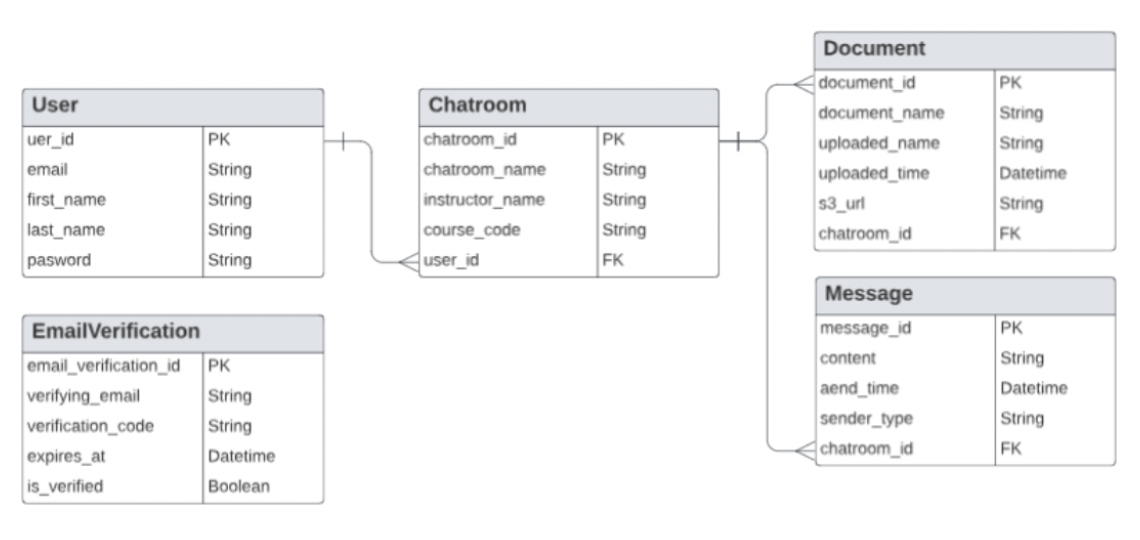 User
uer_id PK
email String
first_name String
last_name String
pasword String
EmailVerification
email_verification_id PK
verifying_email String
verification_code String
expires_at Datetime
is_verified Boolean
Chatroom
chatroom_id PK
chatroom_name String
instructor_name String
course_code String
user_id FK
Document
document_id PK
document_name String
uploaded_name String
uploaded_time Datetime
s3_url String
chatroom_id FK
Message
message_id PK
content String
aend_time Datetime
sender_type String
chatroom_id FK